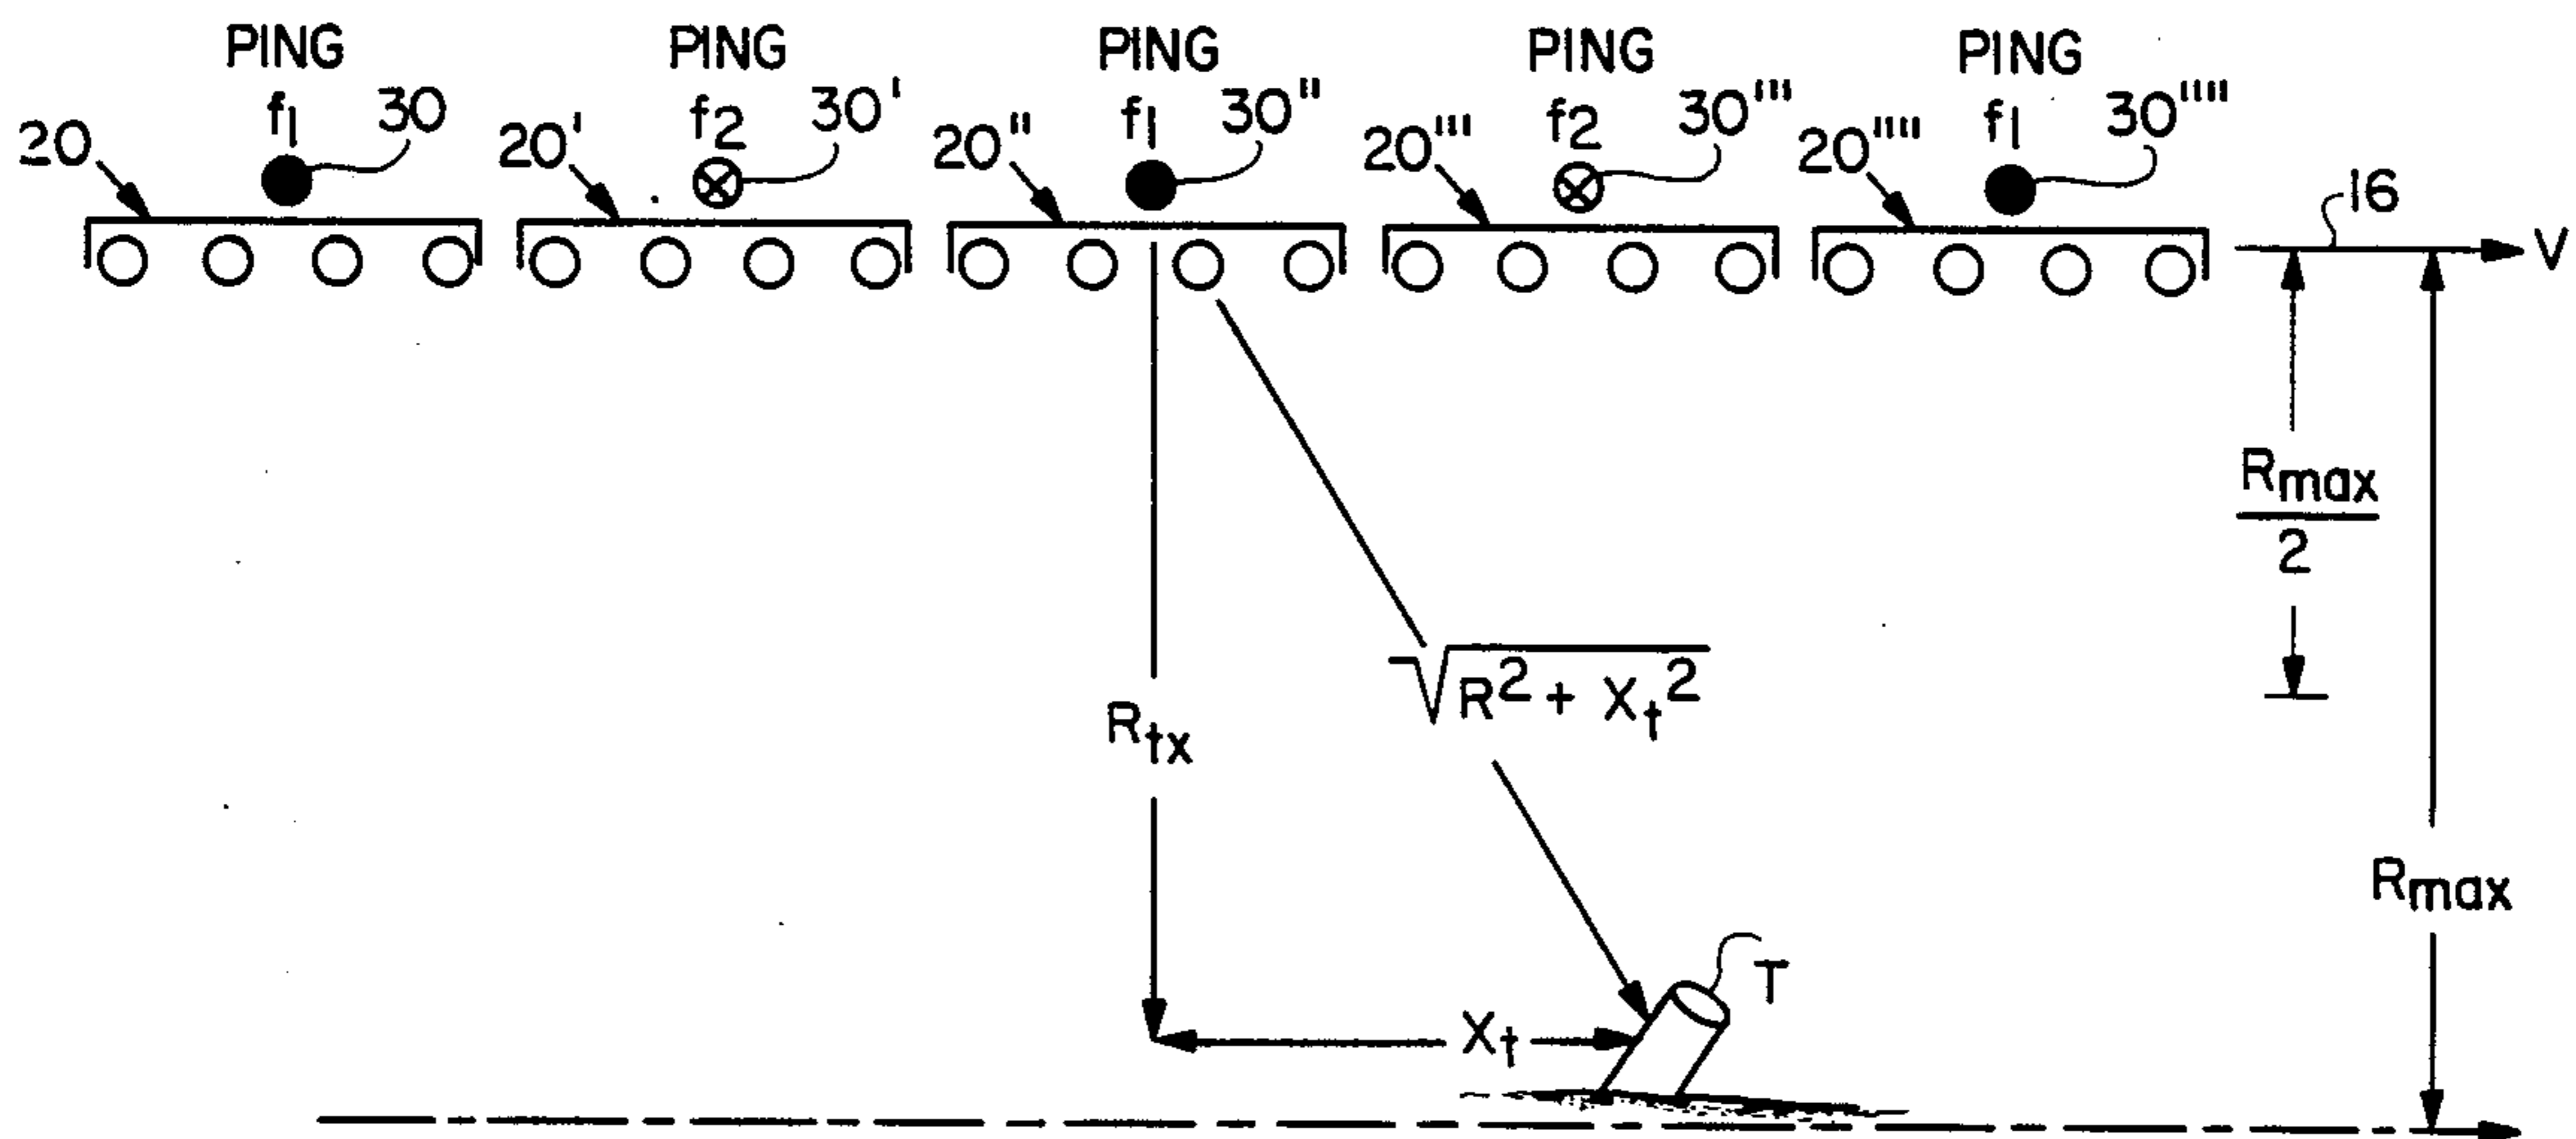 PING PING PING PING PING
f1 30 f2 30' f1 30" f2 30''' f1 30''''
20 20' 20" 20''' 20''''
16
V
Rmax
2
√R² + Xt²
Rtx
Rmax
T
Xt